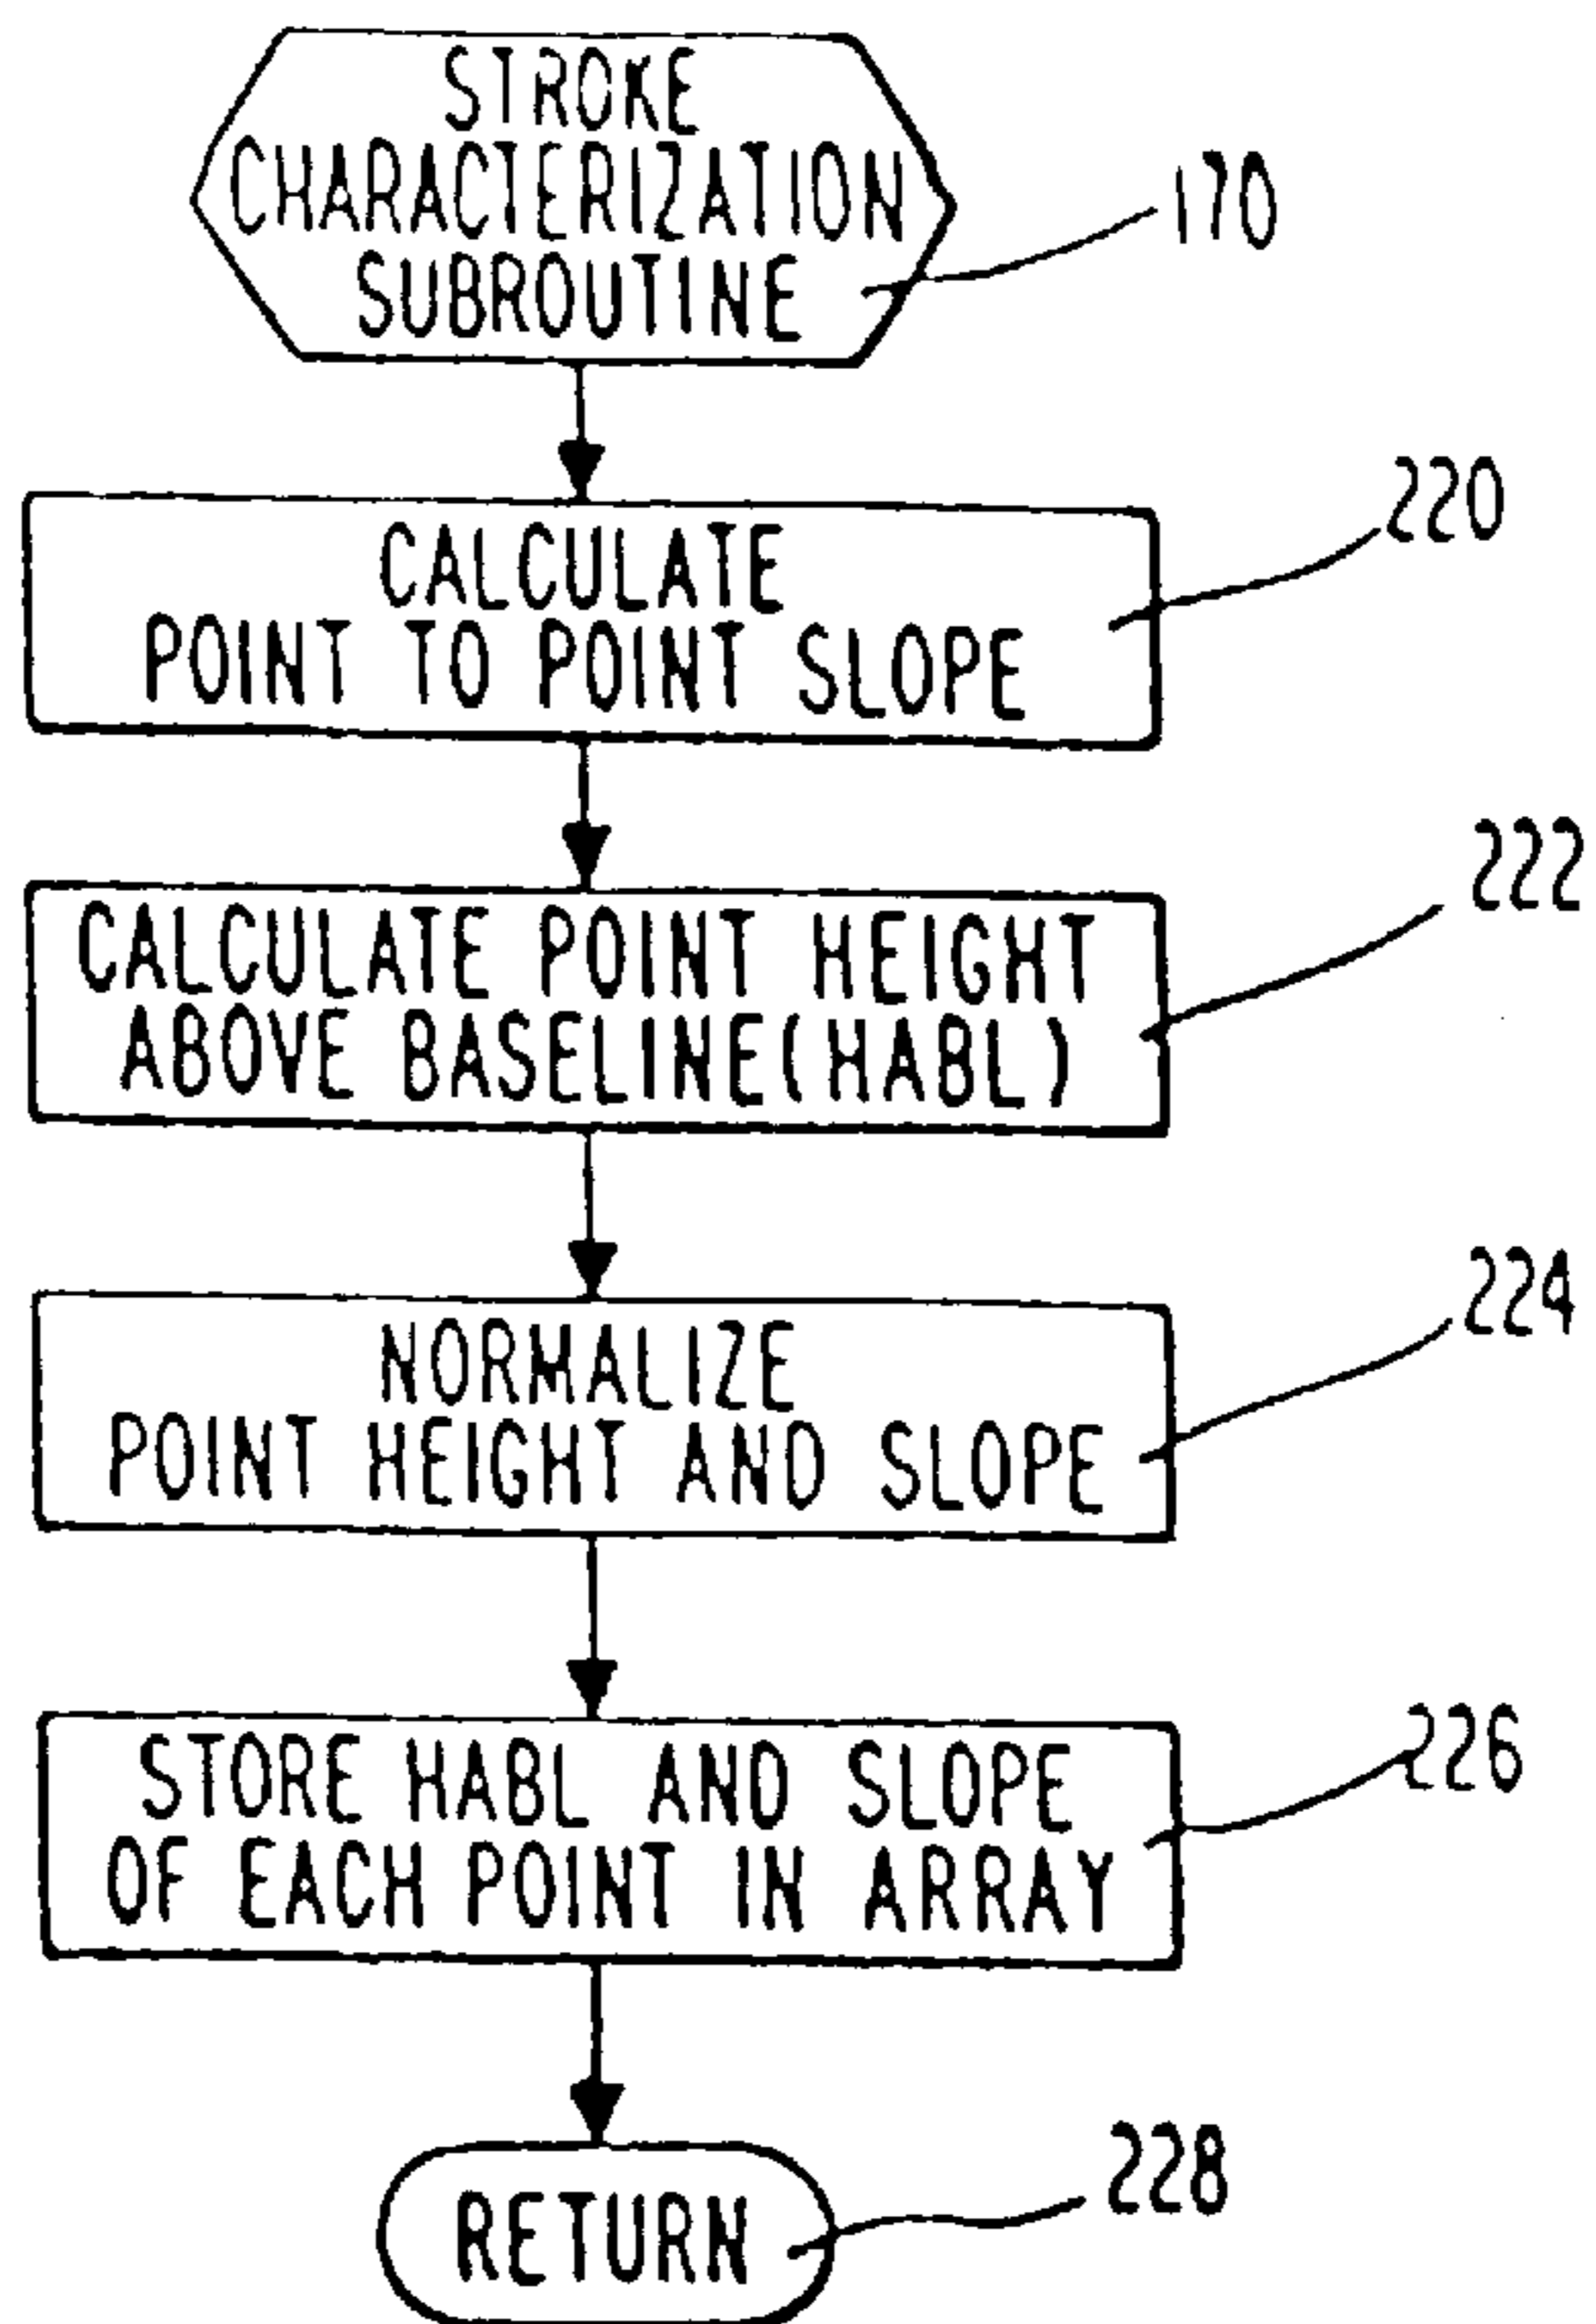 STROKE
CHARACTERIZATION
SUBROUTINE
170
220
CALCULATE
POINT TO POINT SLOPE
222
CALCULATE POINT HEIGHT
ABOVE BASELINE(HABL)
224
NORMALIZE
POINT HEIGHT AND SLOPE
226
STORE HABL AND SLOPE
OF EACH POINT IN ARRAY
228
RETURN